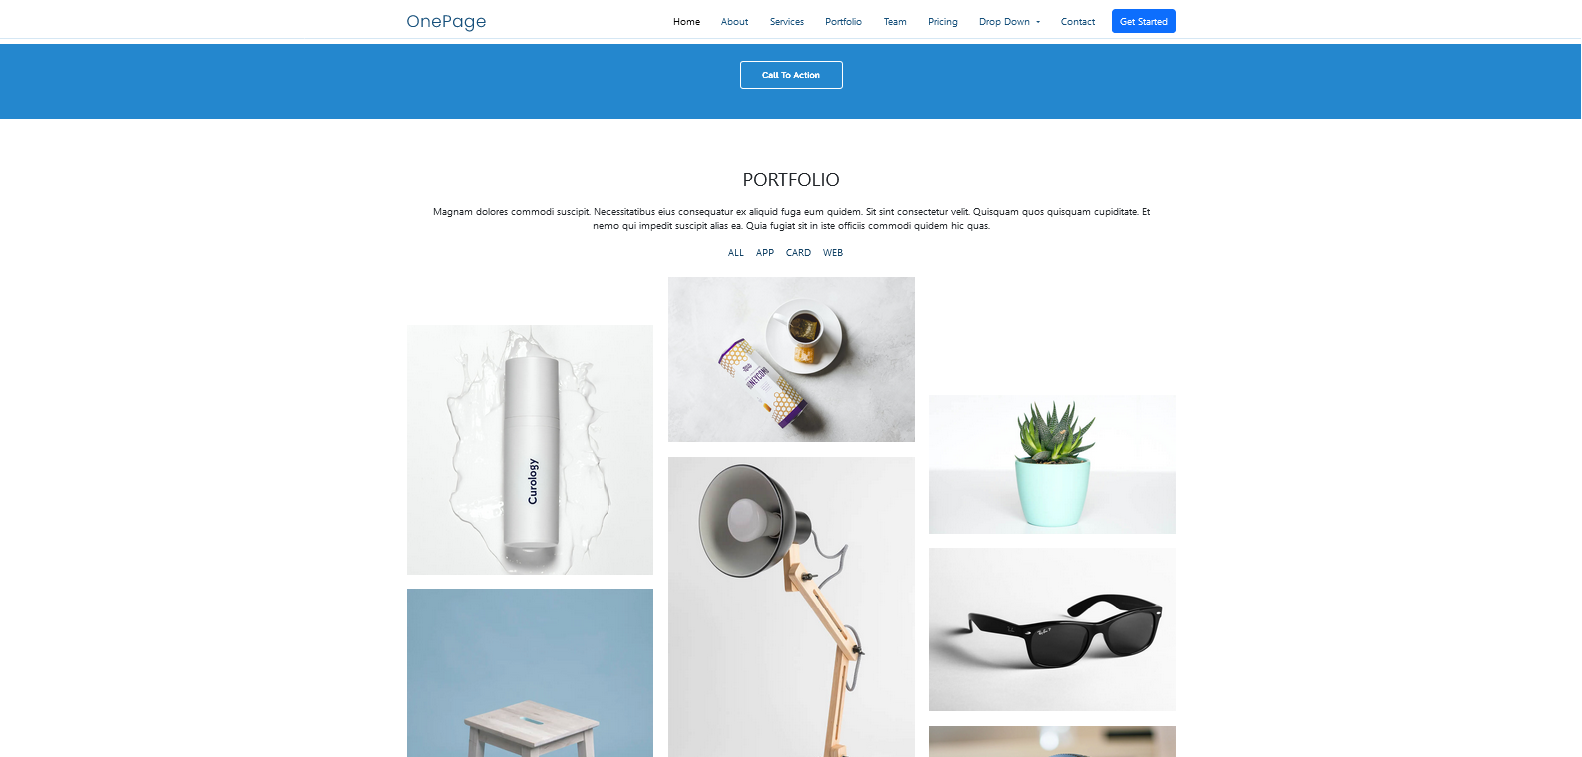 OnePage
Home About Services Portfolio Team Pricing Drop Down Contact Get Started
Call To Action
PORTFOLIO
Magnam dolores commodi suscipit. Necessitatibus eius consequatur ex aliquid fuga eum quidem. Sit sint consectetur velit. Quisquam quos quisquam cupiditate. Et
nemo qui impedit suscipit alias ea. Quia fugiat sit in iste officiis commodi quidem hic quas.
ALL APP CARD WEB
Curology